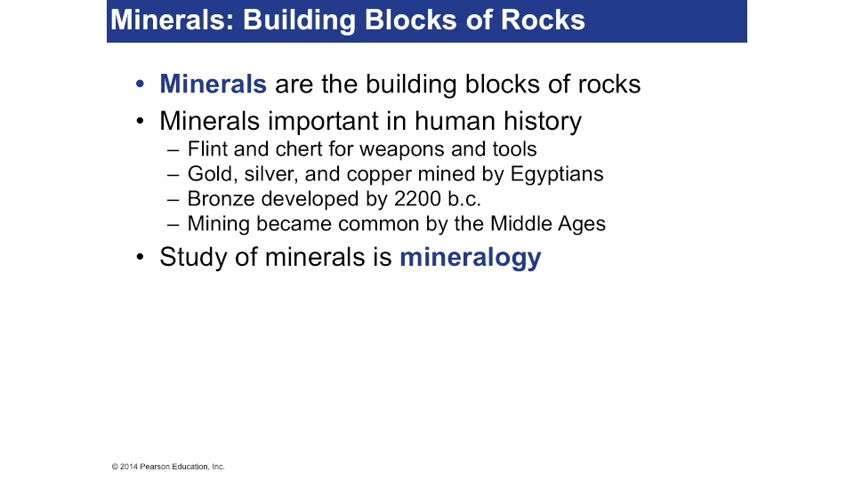 Minerals: Building Blocks of Rocks
• Minerals are the building blocks of rocks
• Minerals important in human history
– Flint and chert for weapons and tools
– Gold, silver, and copper mined by Egyptians
– Bronze developed by 2200 b.c.
– Mining became common by the Middle Ages
• Study of minerals is mineralogy
© 2014 Pearson Education, Inc.